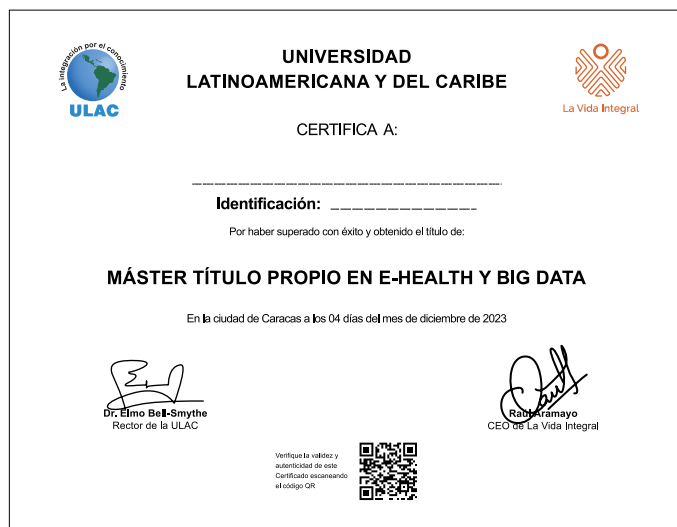 La integración por el conocimiento
ULAC
UNIVERSIDAD
LATINOAMERICANA Y DEL CARIBE
La Vida Integral
CERTIFICA A:
Identificación:
Por haber superado con éxito y obtenido el título de:
MÁSTER TÍTULO PROPIO EN E-HEALTH Y BIG DATA
En la ciudad de Caracas a los 04 días del mes de diciembre de 2023
Dr. Elmo Bell-Smythe
Rector de la ULAC
Raúl Aramayo
CEO de La Vida Integral
Verifique la validez y
autenticidad de este
Certificado escaneando
el código QR